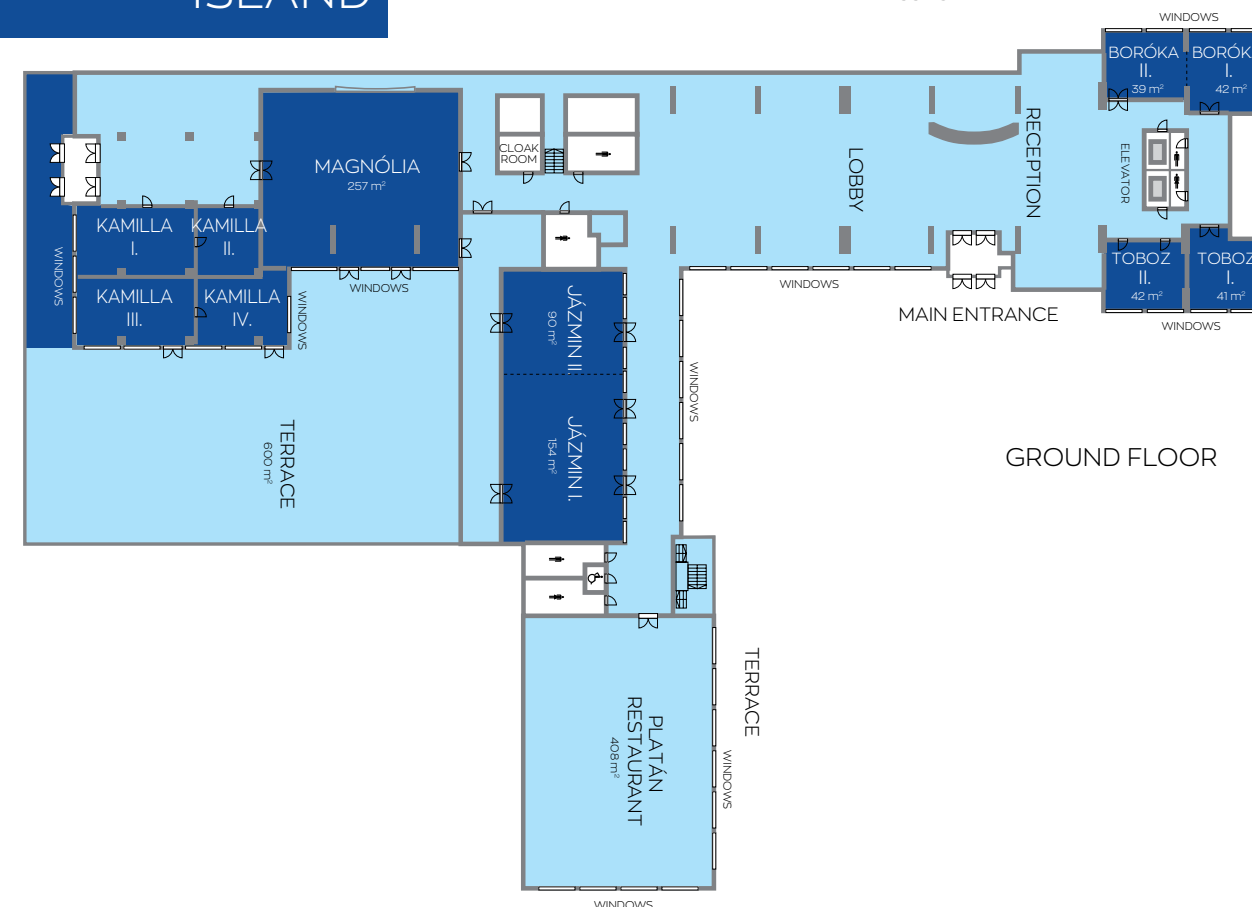 ISLAND
WINDOWS
BORÓKA
II.
39 m²
BORÓK
I.
42 m²
MAGNÓLIA
257 m²
CLOAK
ROOM
LOBBY
RECEPTION
ELEVATOR
KAMILLA
I.
KAMILLA
II.
KAMILLA
III.
KAMILLA
IV.
WINDOWS
WINDOWS
WINDOWS
JÁZMIN II.
90 m²
JÁZMIN I.
154 m²
WINDOWS
WINDOWS
MAIN ENTRANCE
TOBOZ
II.
42 m²
TOBOZ
I.
41 m²
WINDOWS
TERRACE
600 m²
GROUND FLOOR
TERRACE
PLATÁN
RESTAURANT
408 m²
WINDOWS
WINDOWS